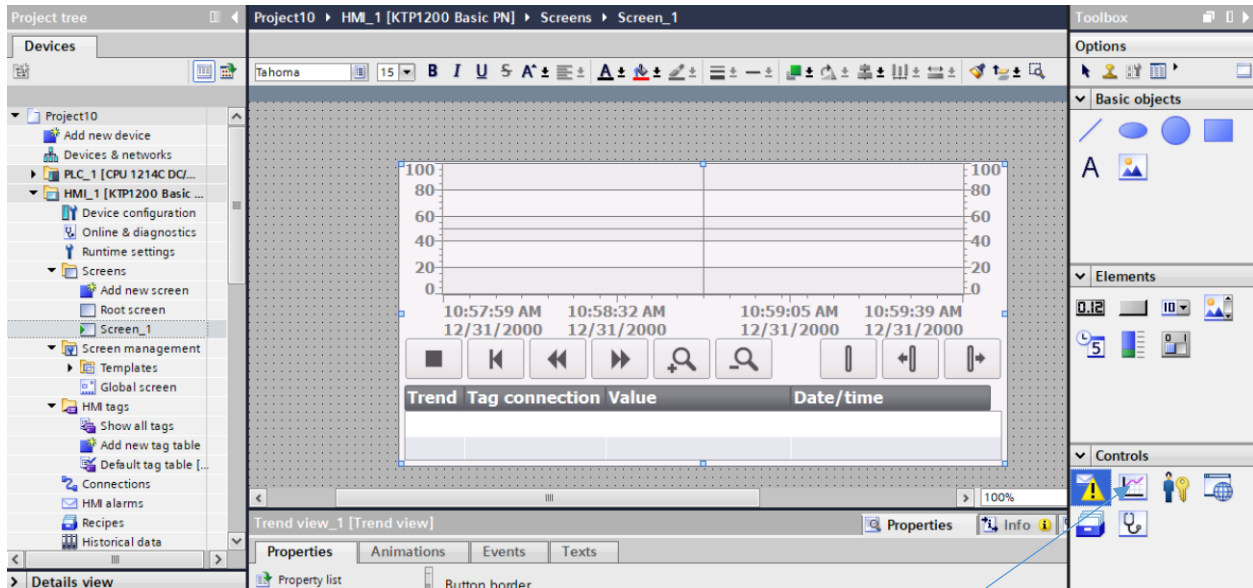 Project tree
Project10 ▸ HMI_1 [KTP1200 Basic PN] ▸ Screens ▸ Screen_1
Toolbox
Devices
Options
Tahoma 15 B I U S A
Basic objects
A
Project10
Add new device
Devices & networks
PLC_1 [CPU 1214C DC/...
HMI_1 [KTP1200 Basic ...
Device configuration
Online & diagnostics
Runtime settings
Screens
Add new screen
Root screen
Screen_1
Screen management
Templates
Global screen
HMI tags
Show all tags
Add new tag table
Default tag table [...
Connections
HMI alarms
Recipes
Historical data
Details view
100 100
80 80
60 60
40 40
20 20
0 0
10:57:59 AM 10:58:32 AM 10:59:05 AM 10:59:39 AM
12/31/2000 12/31/2000 12/31/2000 12/31/2000
Trend Tag connection Value Date/time
100%
Trend view_1 [Trend view]
Properties Info
Properties Animations Events Texts
Property list
Button border
Elements
0.12
10
5
Controls